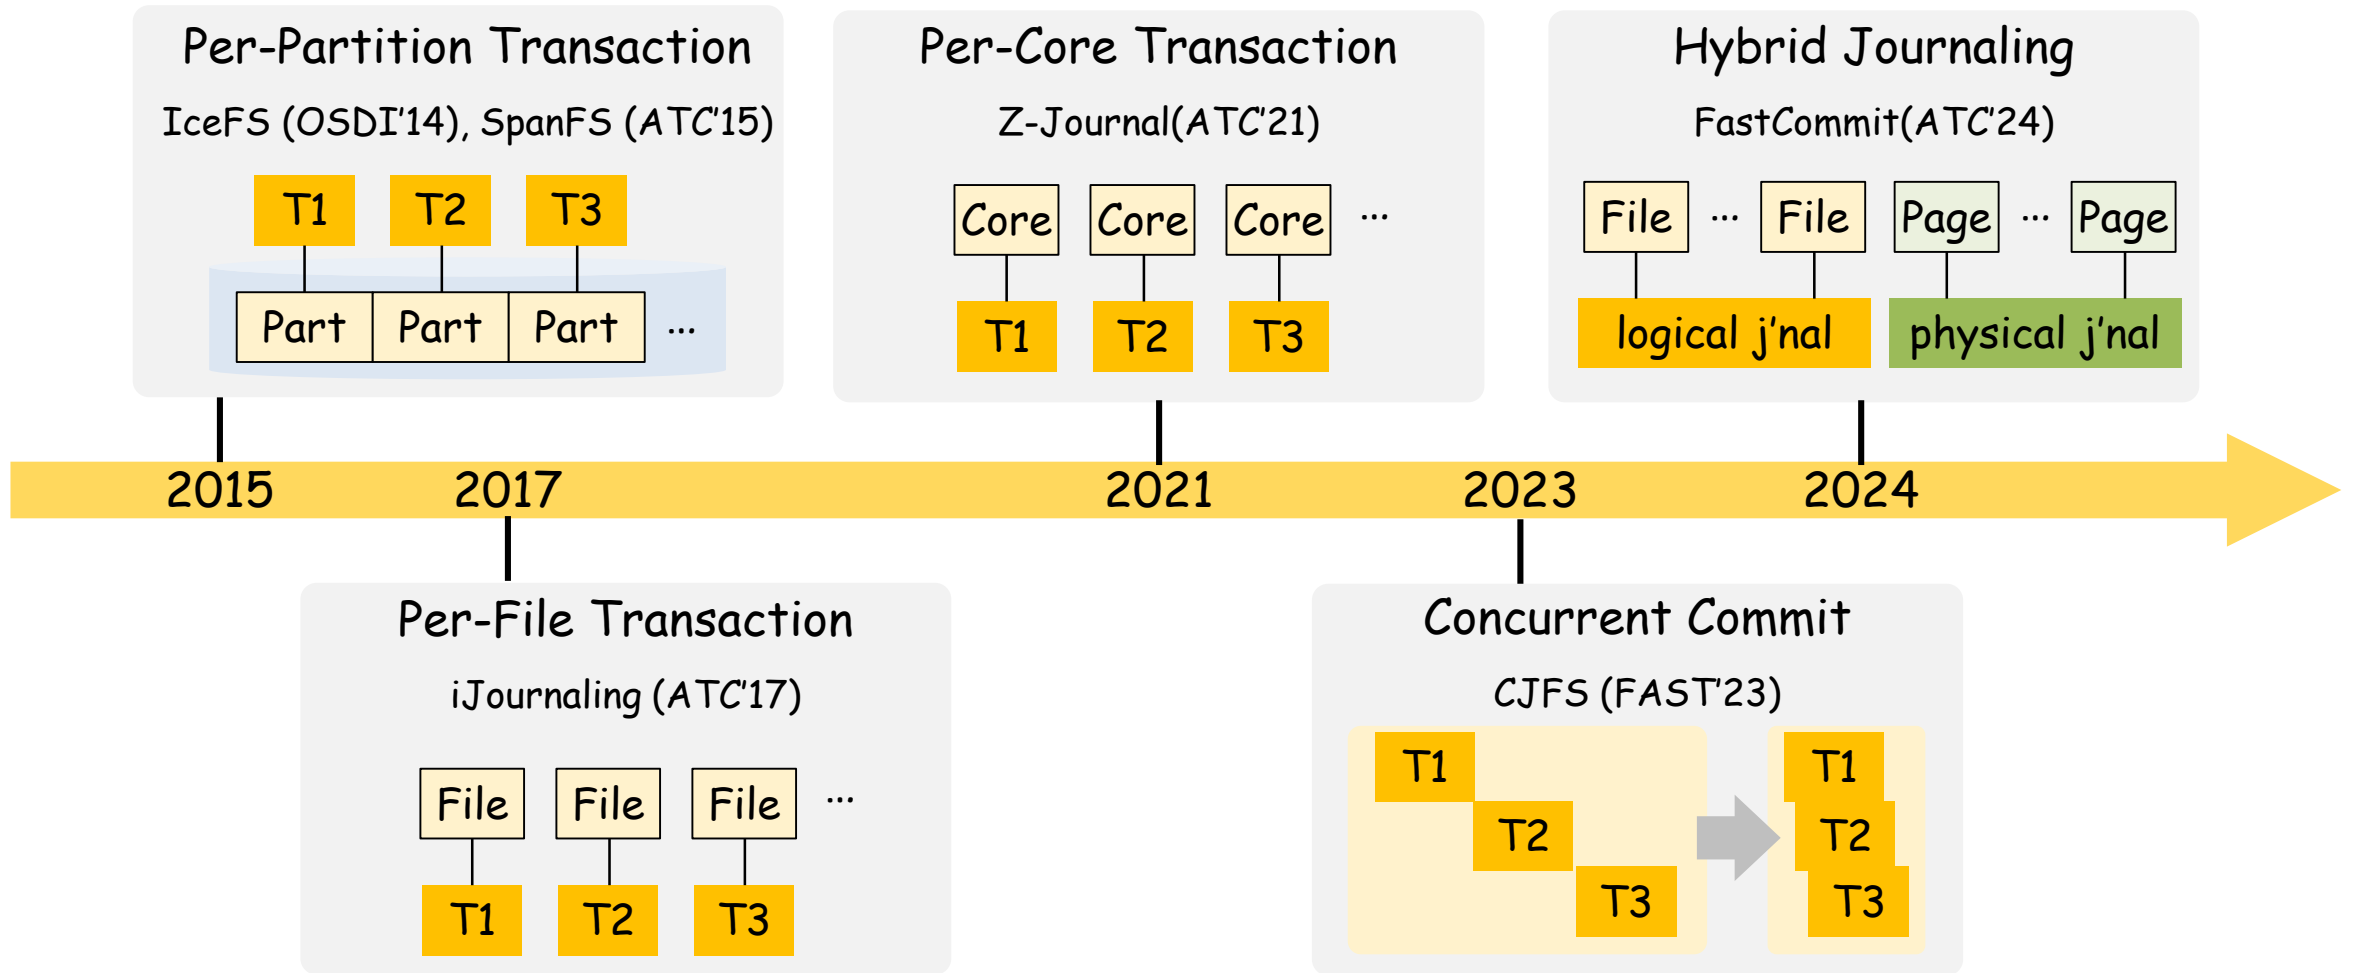 Per-Partition Transaction
IceFS (OSDI'14), SpanFS (ATC'15)
T1 T2 T3
Part Part Part ...
Per-Core Transaction
Z-Journal(ATC'21)
Core Core Core ...
T1 T2 T3
Hybrid Journaling
FastCommit(ATC'24)
File ... File Page ... Page
logical j'nal physical j'nal
2015 2017 2021 2023 2024
Per-File Transaction
iJournaling (ATC'17)
File File File ...
T1 T2 T3
Concurrent Commit
CJFS (FAST'23)
T1 T1
T2 T2
T3 T3